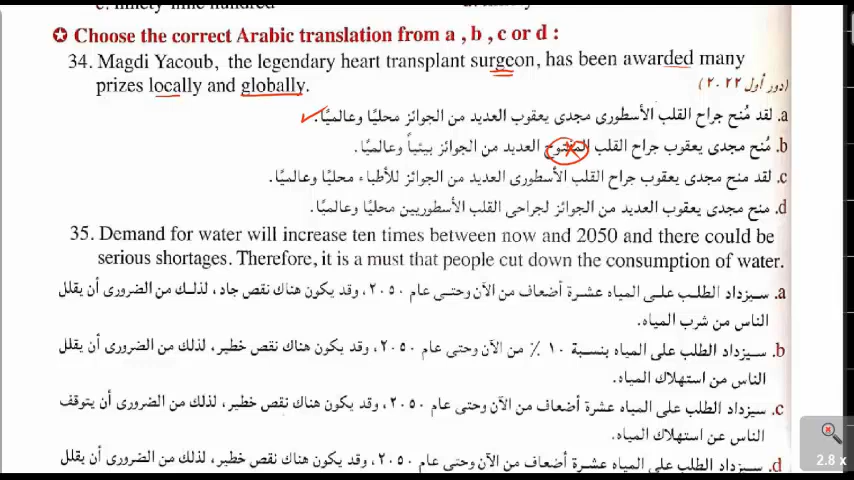 c. ninety-nine hundred
✪ Choose the correct Arabic translation from a , b , c or d :
34. Magdi Yacoub, the legendary heart transplant surgeon, has been awarded many
prizes locally and globally.
(دور أول ٢٠٢٢)
a. لقد مُنح جراح القلب الأسطورى مجدى يعقوب العديد من الجوائز محليًا وعالميًا.
b. مُنح مجدى يعقوب جراح القلب المفتوح العديد من الجوائز بيئياً وعالميًا.
c. لقد منح مجدى يعقوب جراح القلب الأسطورى العديد من الجوائز للأطباء محليًا وعالميًا.
d. منح مجدى يعقوب العديد من الجوائز لجراحى القلب الأسطوريين محليًا وعالميًا.
35. Demand for water will increase ten times between now and 2050 and there could be
serious shortages. Therefore, it is a must that people cut down the consumption of water.
a. سيزداد الطلب على المياه عشرة أضعاف من الآن وحتى عام ٢٠٥٠، وقد يكون هناك نقص جاد، لذلك من الضرورى أن يقلل
الناس من شرب المياه.
b. سيزداد الطلب على المياه بنسبة ١٠ ٪ من الآن وحتى عام ٢٠٥٠، وقد يكون هناك نقص خطير، لذلك من الضرورى أن يقلل
الناس من استهلاك المياه.
c. سيزداد الطلب على المياه عشرة أضعاف من الآن وحتى عام ٢٠٥٠، وقد يكون هناك نقص خطير، لذلك من الضرورى أن يتوقف
الناس عن استهلاك المياه.
d. سيزداد الطلب على المياه عشرة أضعاف من الآن وحتى عام ٢٠٥٠، وقد يكون هناك نقص خطير، لذلك من الضرورى أن يقلل
2.8 x